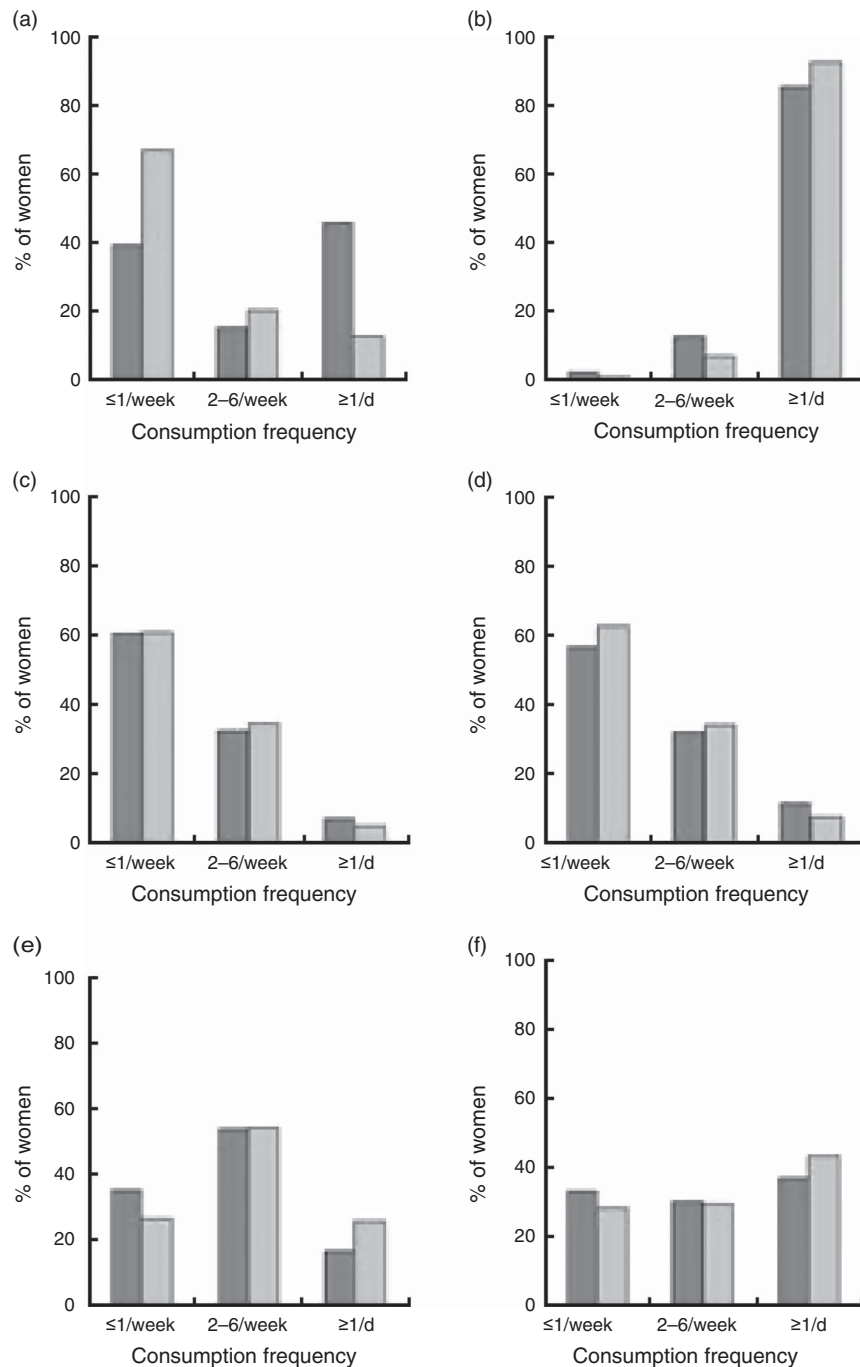 (a)
100
80
60
40
20
0
% of women
≤1/week 2–6/week ≥1/d
Consumption frequency
(b)
100
80
60
40
20
0
% of women
≤1/week 2–6/week ≥1/d
Consumption frequency
(c)
100
80
60
40
20
0
% of women
≤1/week 2–6/week ≥1/d
Consumption frequency
(d)
100
80
60
40
20
0
% of women
≤1/week 2–6/week ≥1/d
Consumption frequency
(e)
100
80
60
40
20
0
% of women
≤1/week 2–6/week ≥1/d
Consumption frequency
(f)
100
80
60
40
20
0
% of women
≤1/week 2–6/week ≥1/d
Consumption frequency